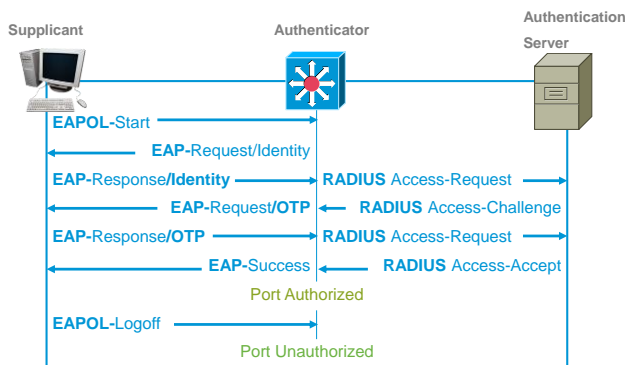 Supplicant
Authenticator
Authentication
Server
EAPOL-Start
EAP-Request/Identity
EAP-Response/Identity
RADIUS Access-Request
EAP-Request/OTP
RADIUS Access-Challenge
EAP-Response/OTP
RADIUS Access-Request
EAP-Success
RADIUS Access-Accept
Port Authorized
EAPOL-Logoff
Port Unauthorized